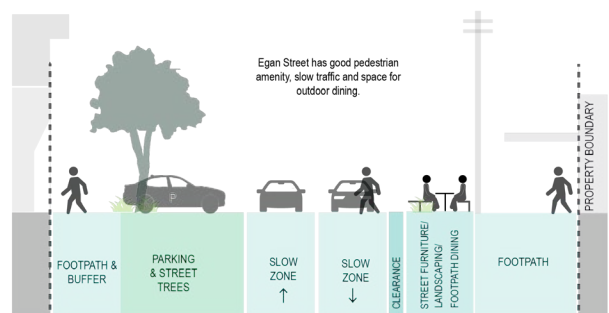 Egan Street has good pedestrian
amenity, slow traffic and space for
outdoor dining.
P
PROPERTY BOUNDARY
FOOTPATH &
BUFFER
PARKING
& STREET
TREES
SLOW
ZONE
↑
SLOW
ZONE
↓
CLEARANCE
STREET FURNITURE/
LANDSCAPING/
FOOTPATH DINING
FOOTPATH